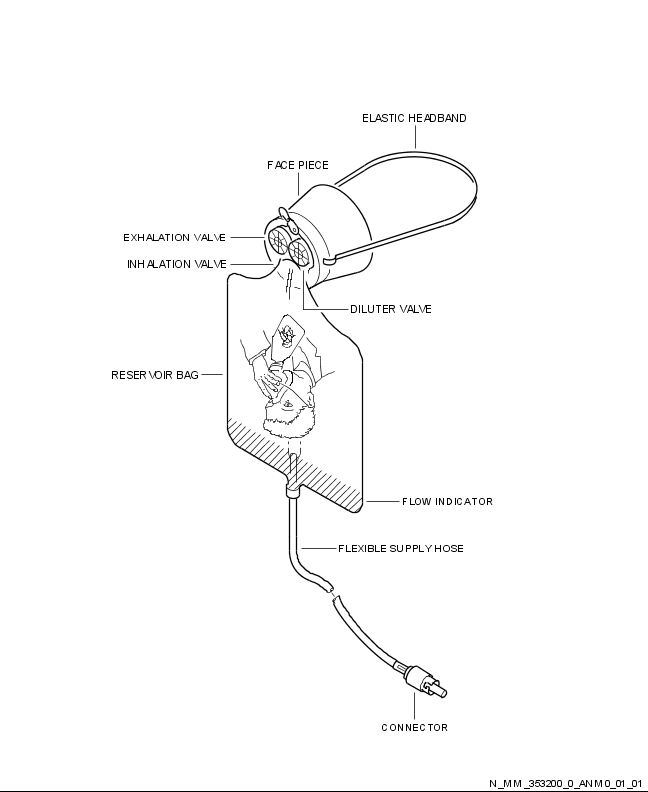 ELASTIC HEADBAND
FACE PIECE
EXHALATION VALVE
INHALATION VALVE
DILUTER VALVE
RESERVOIR BAG
FLOW INDICATOR
FLEXIBLE SUPPLY HOSE
CONNECTOR
N_MM_353200_0_ANM0_01_01